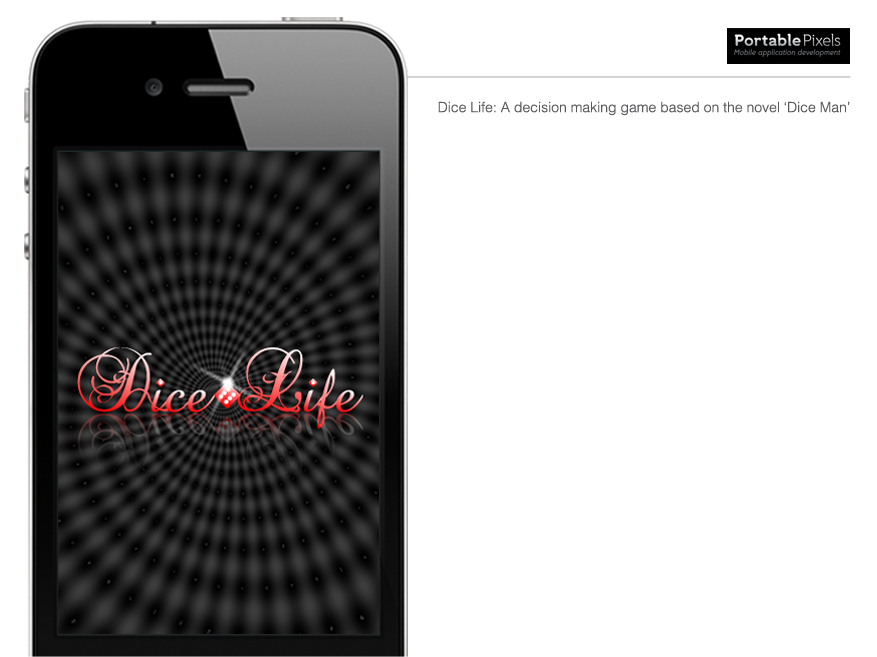 PortablePixels
Mobile application development
Dice Life: A decision making game based on the novel ‘Dice Man’
Dice Life